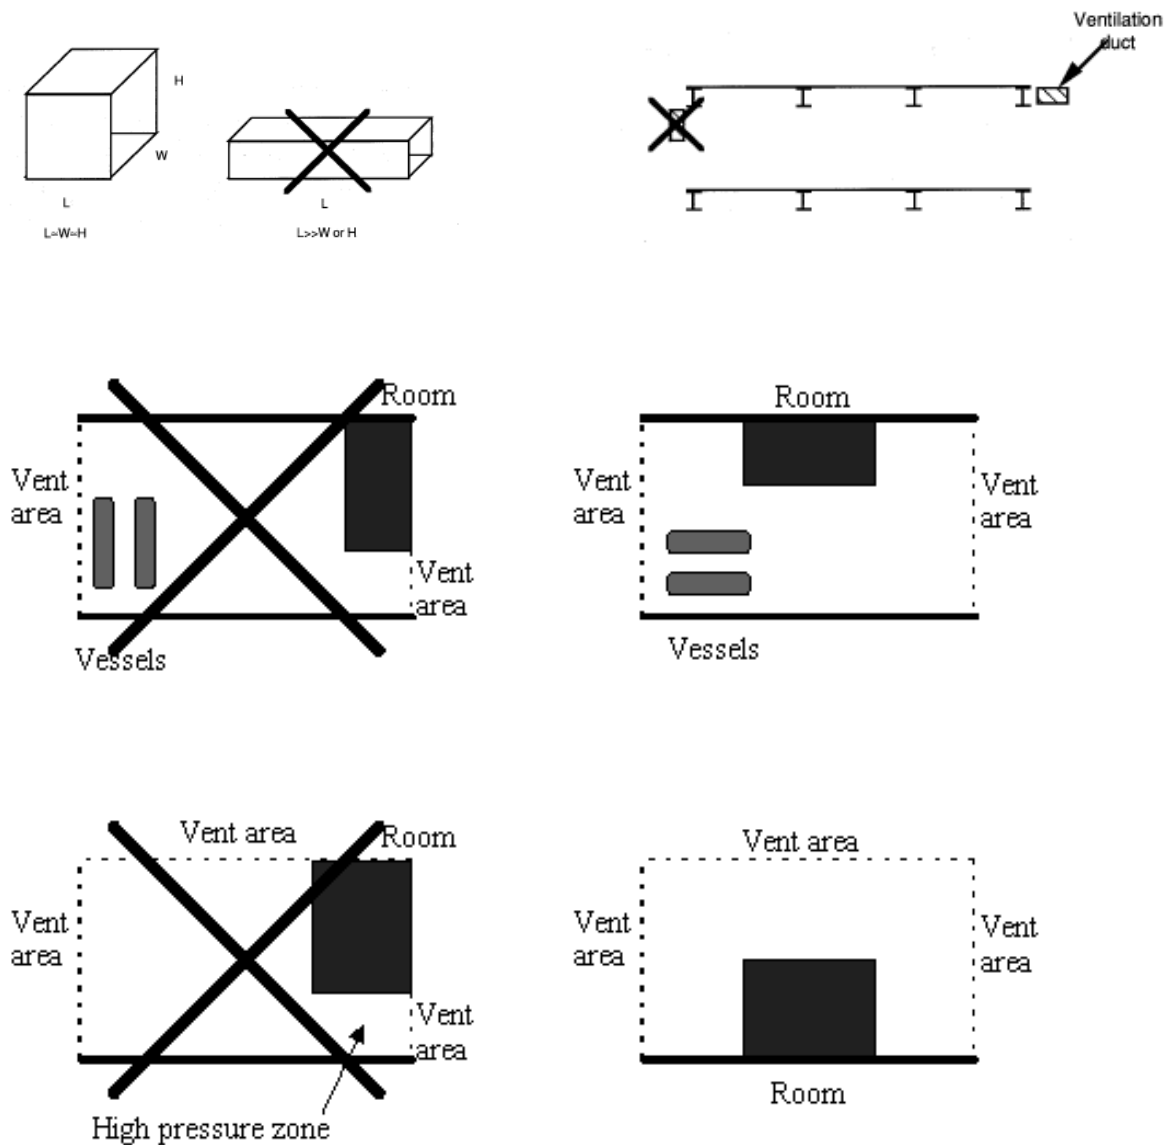 Ventilation
duct
H
W
L
L=W=H
L
L>>W or H
Room
Vent
area
Vent
area
Vessels
Room
Vent
area
Vent
area
Vessels
Vent area
Room
Vent
area
Vent
area
High pressure zone
Vent area
Vent
area
Vent
area
Room